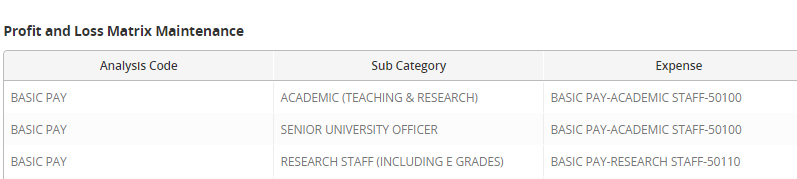 Profit and Loss Matrix Maintenance
Analysis Code Sub Category Expense
BASIC PAY ACADEMIC (TEACHING & RESEARCH) BASIC PAY-ACADEMIC STAFF-50100
BASIC PAY SENIOR UNIVERSITY OFFICER BASIC PAY-ACADEMIC STAFF-50100
BASIC PAY RESEARCH STAFF (INCLUDING E GRADES) BASIC PAY-RESEARCH STAFF-50110